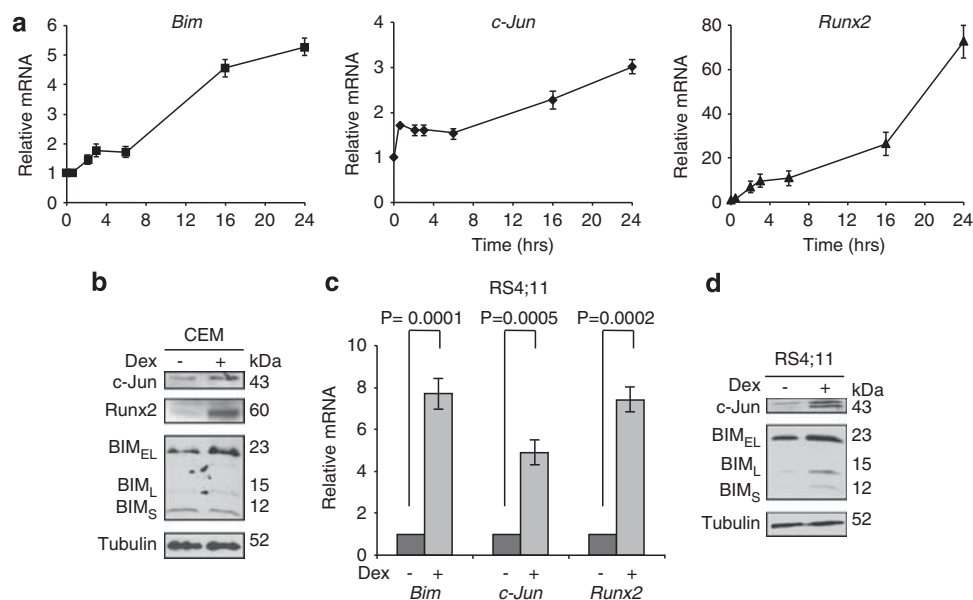 a
Bim
c-Jun
Runx2
Relative mRNA
6
5
4
3
2
1
0
0 4 8 12 16 20 24
Relative mRNA
4
3
2
1
0
0 4 8 12 16 20 24
Time (hrs)
Relative mRNA
80
60
40
20
0
0 4 8 12 16 20 24
Time (hrs)
b
CEM
Dex - + kDa
c-Jun 43
Runx2 60
BIMEL 23
BIML 15
BIMS 12
Tubulin 52
c
RS4;11
P= 0.0001 P=0.0005 P=0.0002
Relative mRNA
10
8
6
4
2
0
Dex - + - + - +
Bim c-Jun Runx2
d
RS4;11
Dex - + kDa
c-Jun 43
BIMEL 23
BIML 15
BIMS 12
Tubulin 52